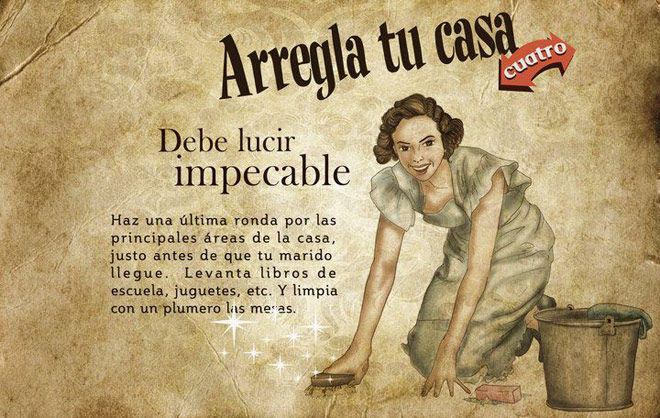 Arregla tu casa
cuatro
Debe lucir
impecable
Haz una última ronda por las
principales áreas de la casa,
justo antes de que tu marido
llegue. Levanta libros de
escuela, juguetes, etc. Y limpia
con un plumero las mesas.